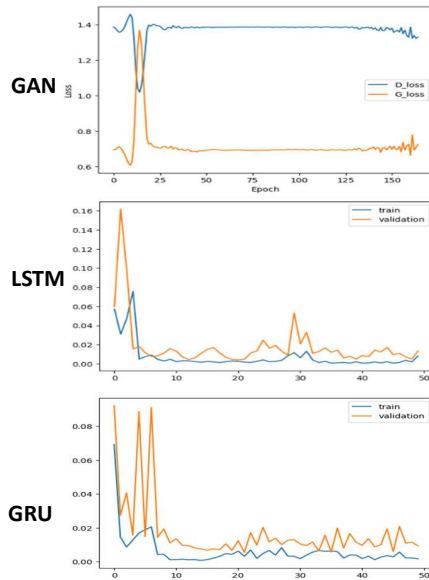 GAN
Loss
1.4
1.2
1.0
0.8
0.6
D_loss
G_loss
0 25 50 75 100 125 150
Epoch
LSTM
0.16
0.14
0.12
0.10
0.08
0.06
0.04
0.02
0.00
train
validation
0 10 20 30 40 50
GRU
0.08
0.06
0.04
0.02
0.00
train
validation
0 10 20 30 40 50